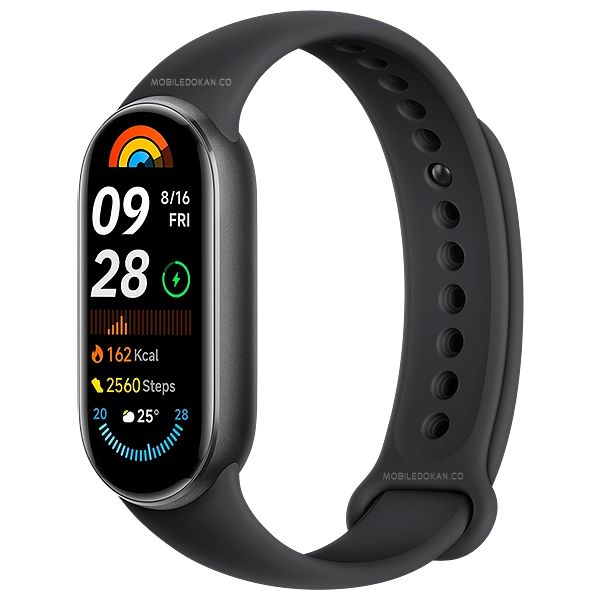 MOBILEDOKAN.CO
09
8/16
FRI
28
162 Kcal
2560 Steps
20 25° 28
MOBILEDOKAN.CO